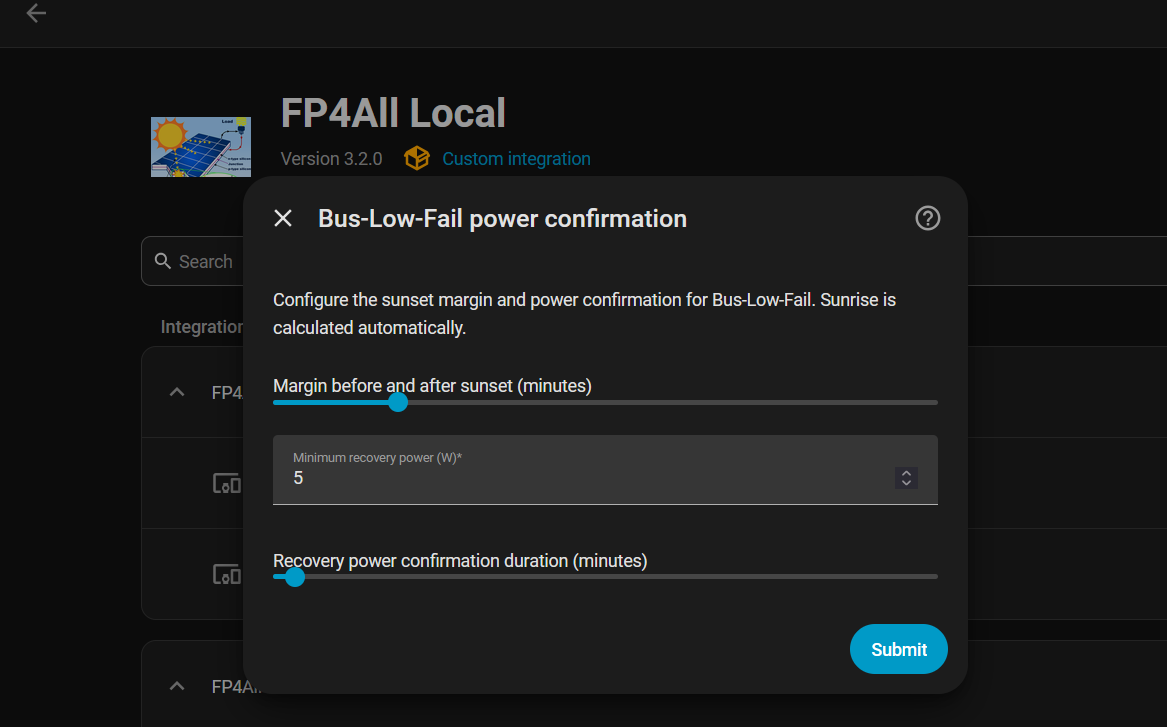 FP4All Local
Version 3.2.0
Custom integration
Bus-Low-Fail power confirmation
Search
Configure the sunset margin and power confirmation for Bus-Low-Fail. Sunrise is
calculated automatically.
Integration
Margin before and after sunset (minutes)
FP4
Minimum recovery power (W)*
5
Recovery power confirmation duration (minutes)
Submit
FP4Al